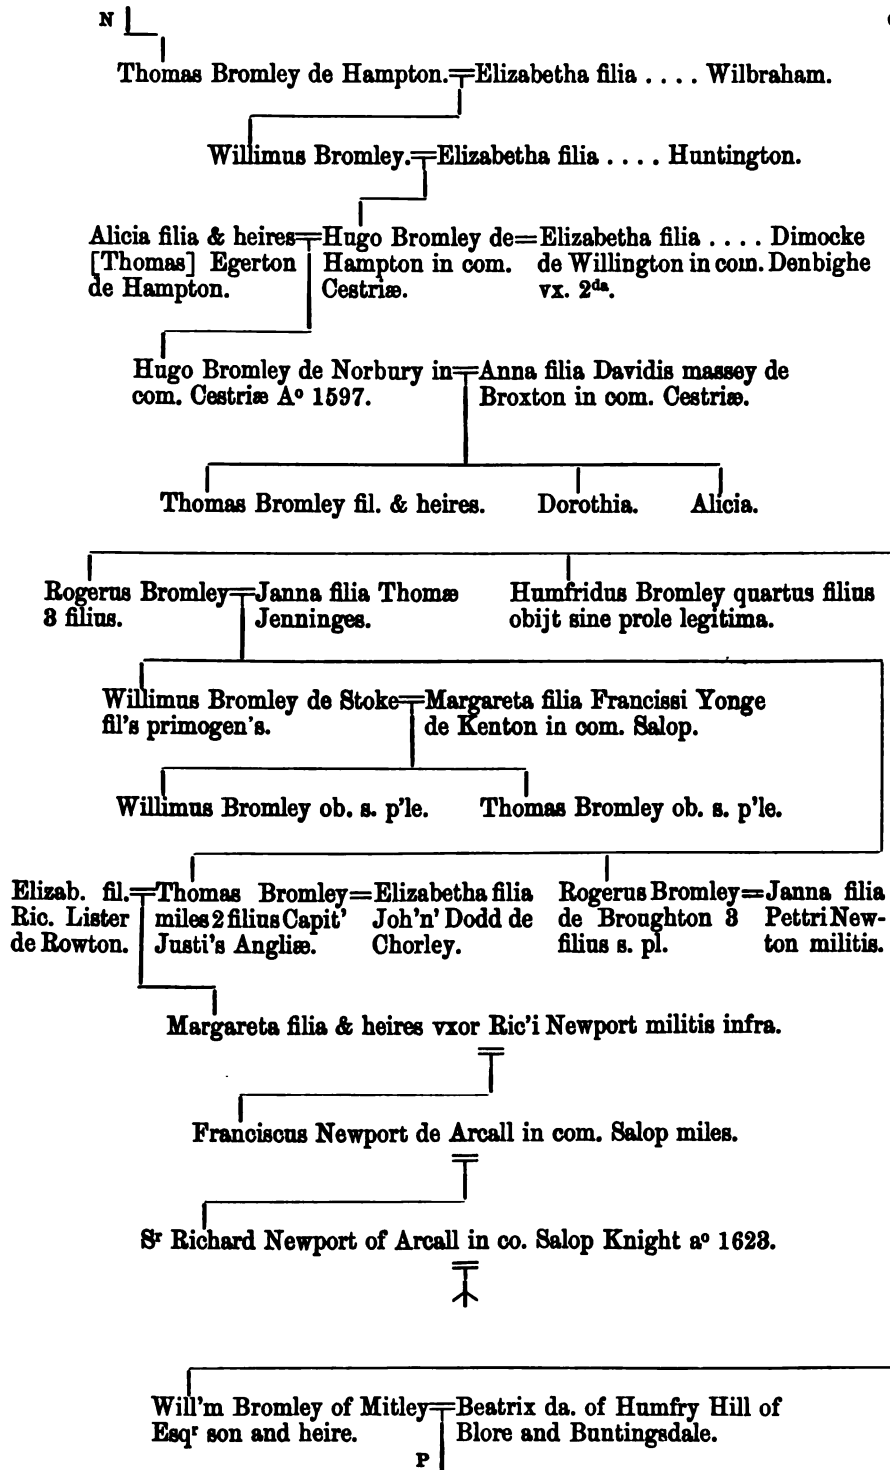 N
Thomas Bromley de Hampton.=Elizabetha filia . . . . Wilbraham.
Willimus Bromley.=Elizabetha filia . . . . Huntington.
Alicia filia & heires=Hugo Bromley de=Elizabetha filia . . . . Dimocke
[Thomas] Egerton Hampton in com. de Willington in com. Denbighe
de Hampton. Cestriæ. vx. 2da.
Hugo Bromley de Norbury in=Anna filia Davidis massey de
com. Cestriæ Aº 1597. Broxton in com. Cestriæ.
Thomas Bromley fil. & heires. Dorothia. Alicia.
Rogerus Bromley=Janna filia Thomæ Humfridus Bromley quartus filius
3 filius. Jenninges. obijt sine prole legitima.
Willimus Bromley de Stoke=Margareta filia Francissi Yonge
fil's primogen's. de Kenton in com. Salop.
Willimus Bromley ob. s. p'le. Thomas Bromley ob. s. p'le.
Elizab. fil.=Thomas Bromley=Elizabetha filia Rogerus Bromley=Janna filia
Ric. Lister miles 2 filius Capit' Joh'n' Dodd de de Broughton 3 Pettri New-
de Rowton. Justi's Angliæ. Chorley. filius s. pl. ton militis.
Margareta filia & heires vxor Ric'i Newport militis infra.
Franciscus Newport de Arcall in com. Salop miles.
Sr Richard Newport of Arcall in co. Salop Knight aº 1623.
Will'm Bromley of Mitley=Beatrix da. of Humfry Hill of
Esqr son and heire. Blore and Buntingsdale.
P